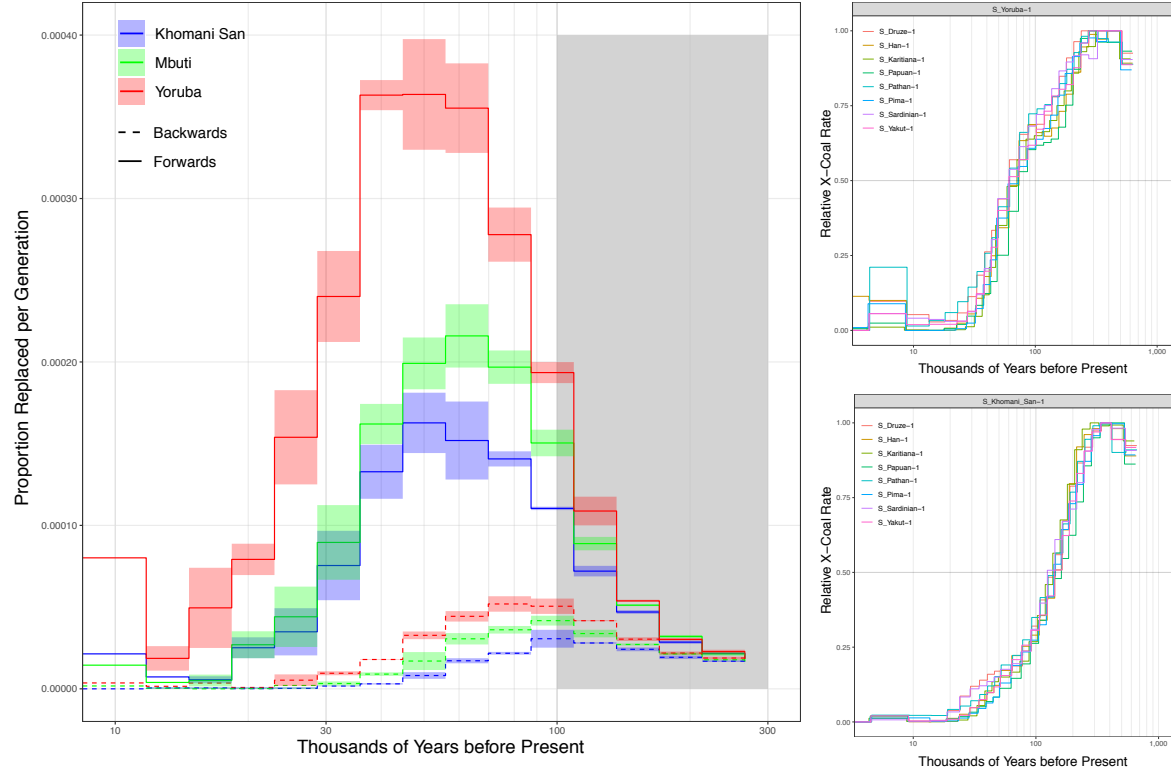 0.00040
0.00030
0.00020
0.00010
0.00000
Proportion Replaced per Generation
Khomani San
Mbuti
Yoruba
Backwards
Forwards
10
30
100
300
Thousands of Years before Present
S_Yoruba−1
1.00
0.75
0.50
0.25
0.00
Relative X−Coal Rate
S_Druze−1
S_Han−1
S_Karitiana−1
S_Papuan−1
S_Pathan−1
S_Pima−1
S_Sardinian−1
S_Yakut−1
10
100
1,000
Thousands of Years before Present
S_Khomani_San−1
1.00
0.75
0.50
0.25
0.00
Relative X−Coal Rate
S_Druze−1
S_Han−1
S_Karitiana−1
S_Papuan−1
S_Pathan−1
S_Pima−1
S_Sardinian−1
S_Yakut−1
10
100
1,000
Thousands of Years before Present